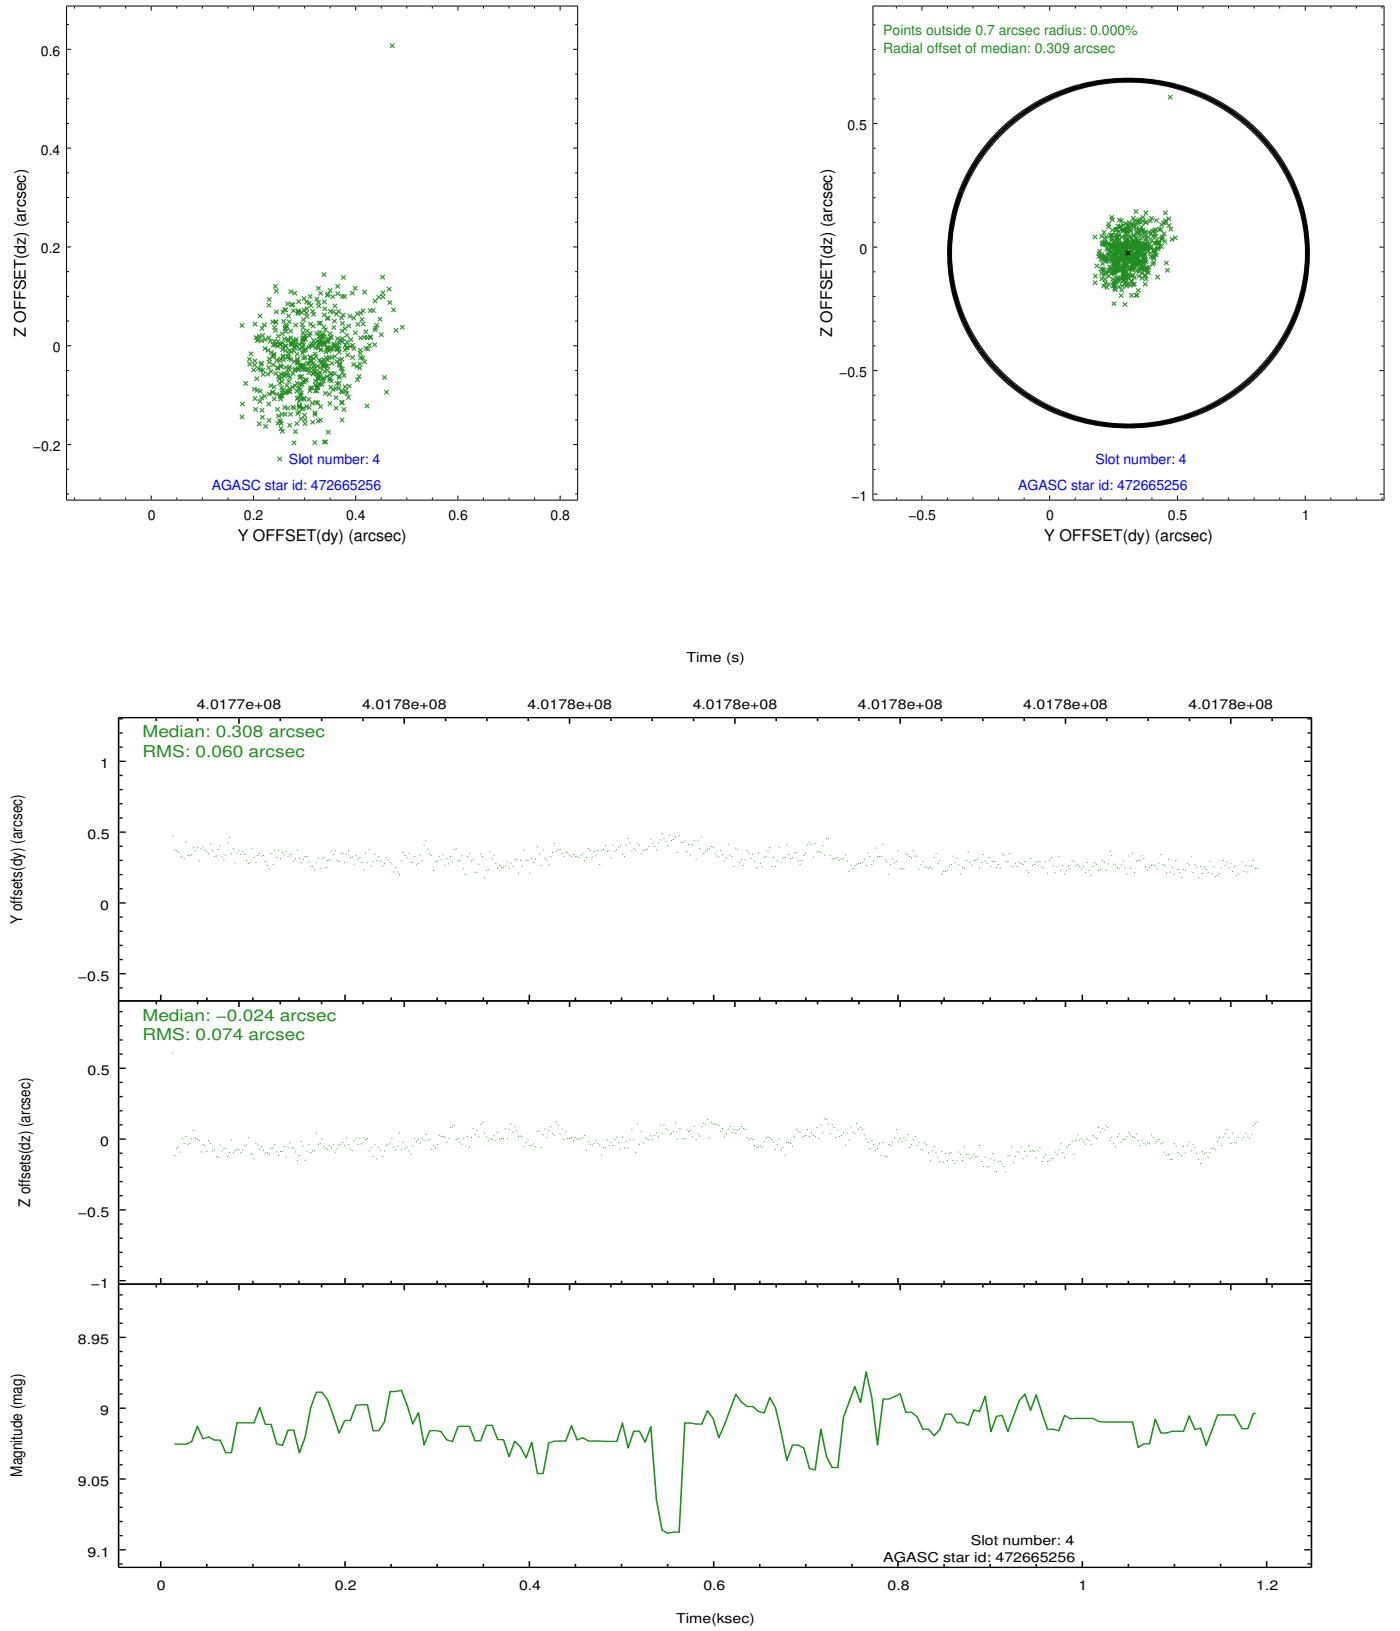 0.6
0.4
0.2
0
−0.2
Z OFFSET(dz) (arcsec)
Slot number: 4
AGASC star id: 472665256
0 0.2 0.4 0.6 0.8
Y OFFSET(dy) (arcsec)
Points outside 0.7 arcsec radius: 0.000%
Radial offset of median: 0.309 arcsec
0.5
0
−0.5
−1
Z OFFSET(dz) (arcsec)
Slot number: 4
AGASC star id: 472665256
−0.5 0 0.5 1
Y OFFSET(dy) (arcsec)
Time (s)
4.0177e+08 4.0178e+08 4.0178e+08 4.0178e+08 4.0178e+08 4.0178e+08 4.0178e+08
Median: 0.308 arcsec
RMS: 0.060 arcsec
1
0.5
0
−0.5
Y offsets(dy) (arcsec)
Median: −0.024 arcsec
RMS: 0.074 arcsec
0.5
0
−0.5
−1
Z offsets(dz) (arcsec)
8.95
9
9.05
9.1
Magnitude (mag)
Slot number: 4
AGASC star id: 472665256
0 0.2 0.4 0.6 0.8 1 1.2
Time(ksec)